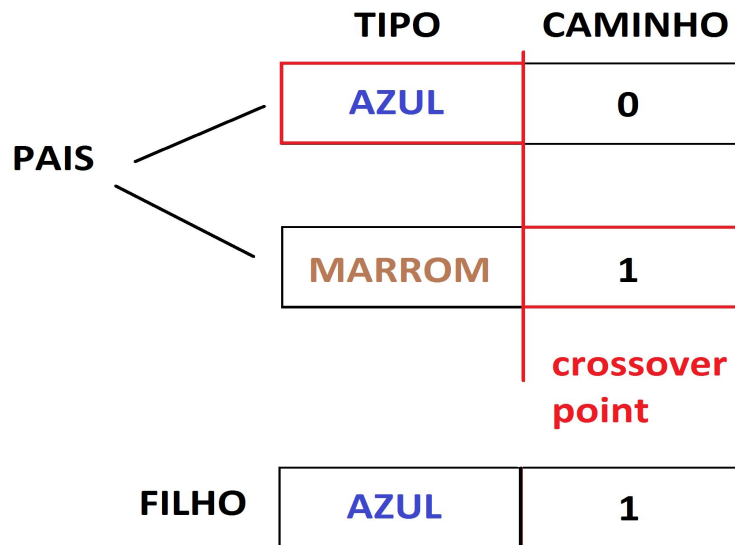 TIPO CAMINHO
AZUL 0
PAIS
MARROM 1
crossover
point
FILHO AZUL 1